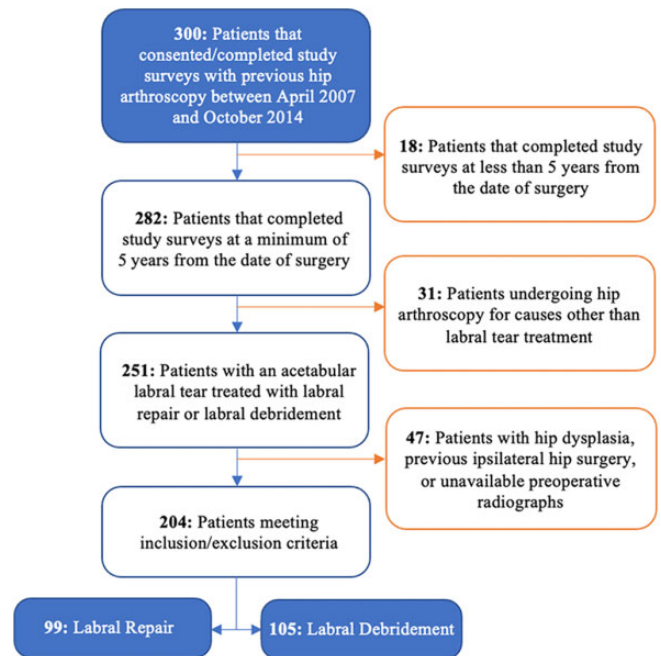 300: Patients that
consented/completed study
surveys with previous hip
arthroscopy between April 2007
and October 2014
18: Patients that completed study
surveys at less than 5 years from
the date of surgery
282: Patients that completed
study surveys at a minimum of
5 years from the date of surgery
31: Patients undergoing hip
arthroscopy for causes other than
labral tear treatment
251: Patients with an acetabular
labral tear treated with labral
repair or labral debridement
47: Patients with hip dysplasia,
previous ipsilateral hip surgery,
or unavailable preoperative
radiographs
204: Patients meeting
inclusion/exclusion criteria
99: Labral Repair
105: Labral Debridement